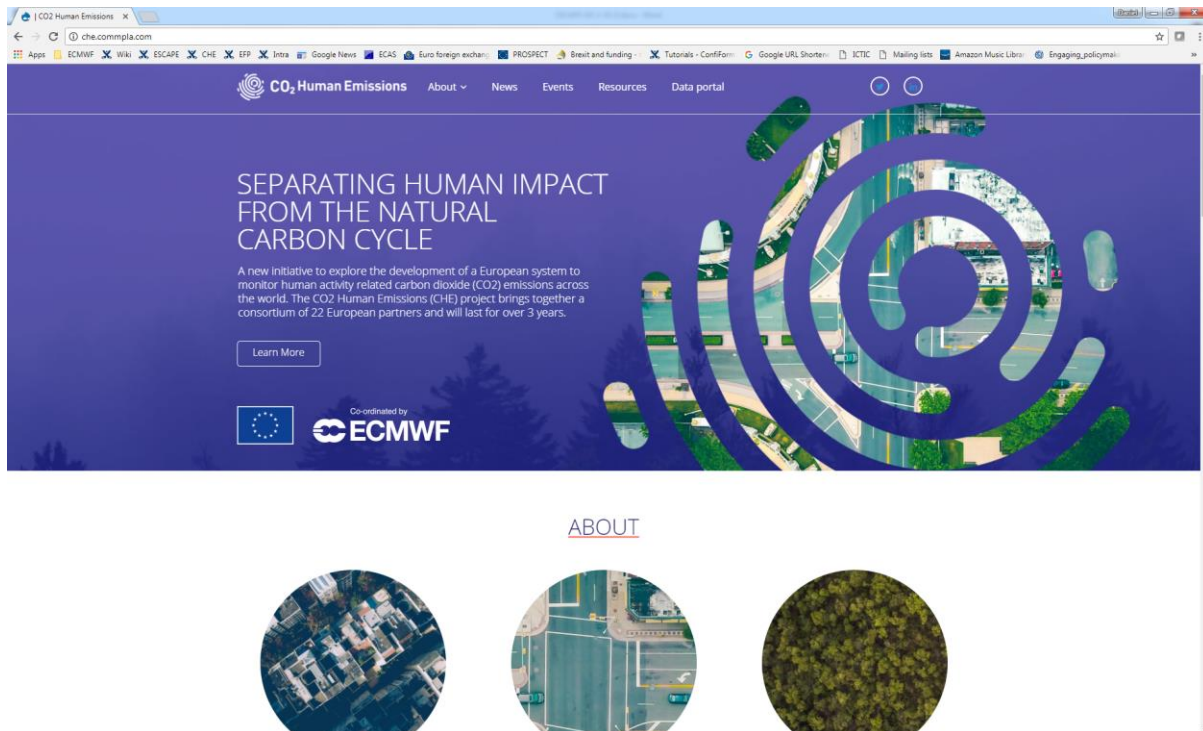 | CO2 Human Emissions
Daniel
che.commpla.com
Apps ECMWF Wiki ESCAPE CHE EFP Intra Google News ECAS Euro foreign exchang PROSPECT Brexit and funding - Tutorials - ConfiForm Google URL Shortene ICTIC Mailing lists Amazon Music Librar Engaging_policymak »
CO₂ Human Emissions About News Events Resources Data portal
SEPARATING HUMAN IMPACT
FROM THE NATURAL
CARBON CYCLE
A new initiative to explore the development of a European system to
monitor human activity related carbon dioxide (CO2) emissions across
the world. The CO2 Human Emissions (CHE) project brings together a
consortium of 22 European partners and will last for over 3 years.
Learn More
Co-ordinated by
ECMWF
ABOUT